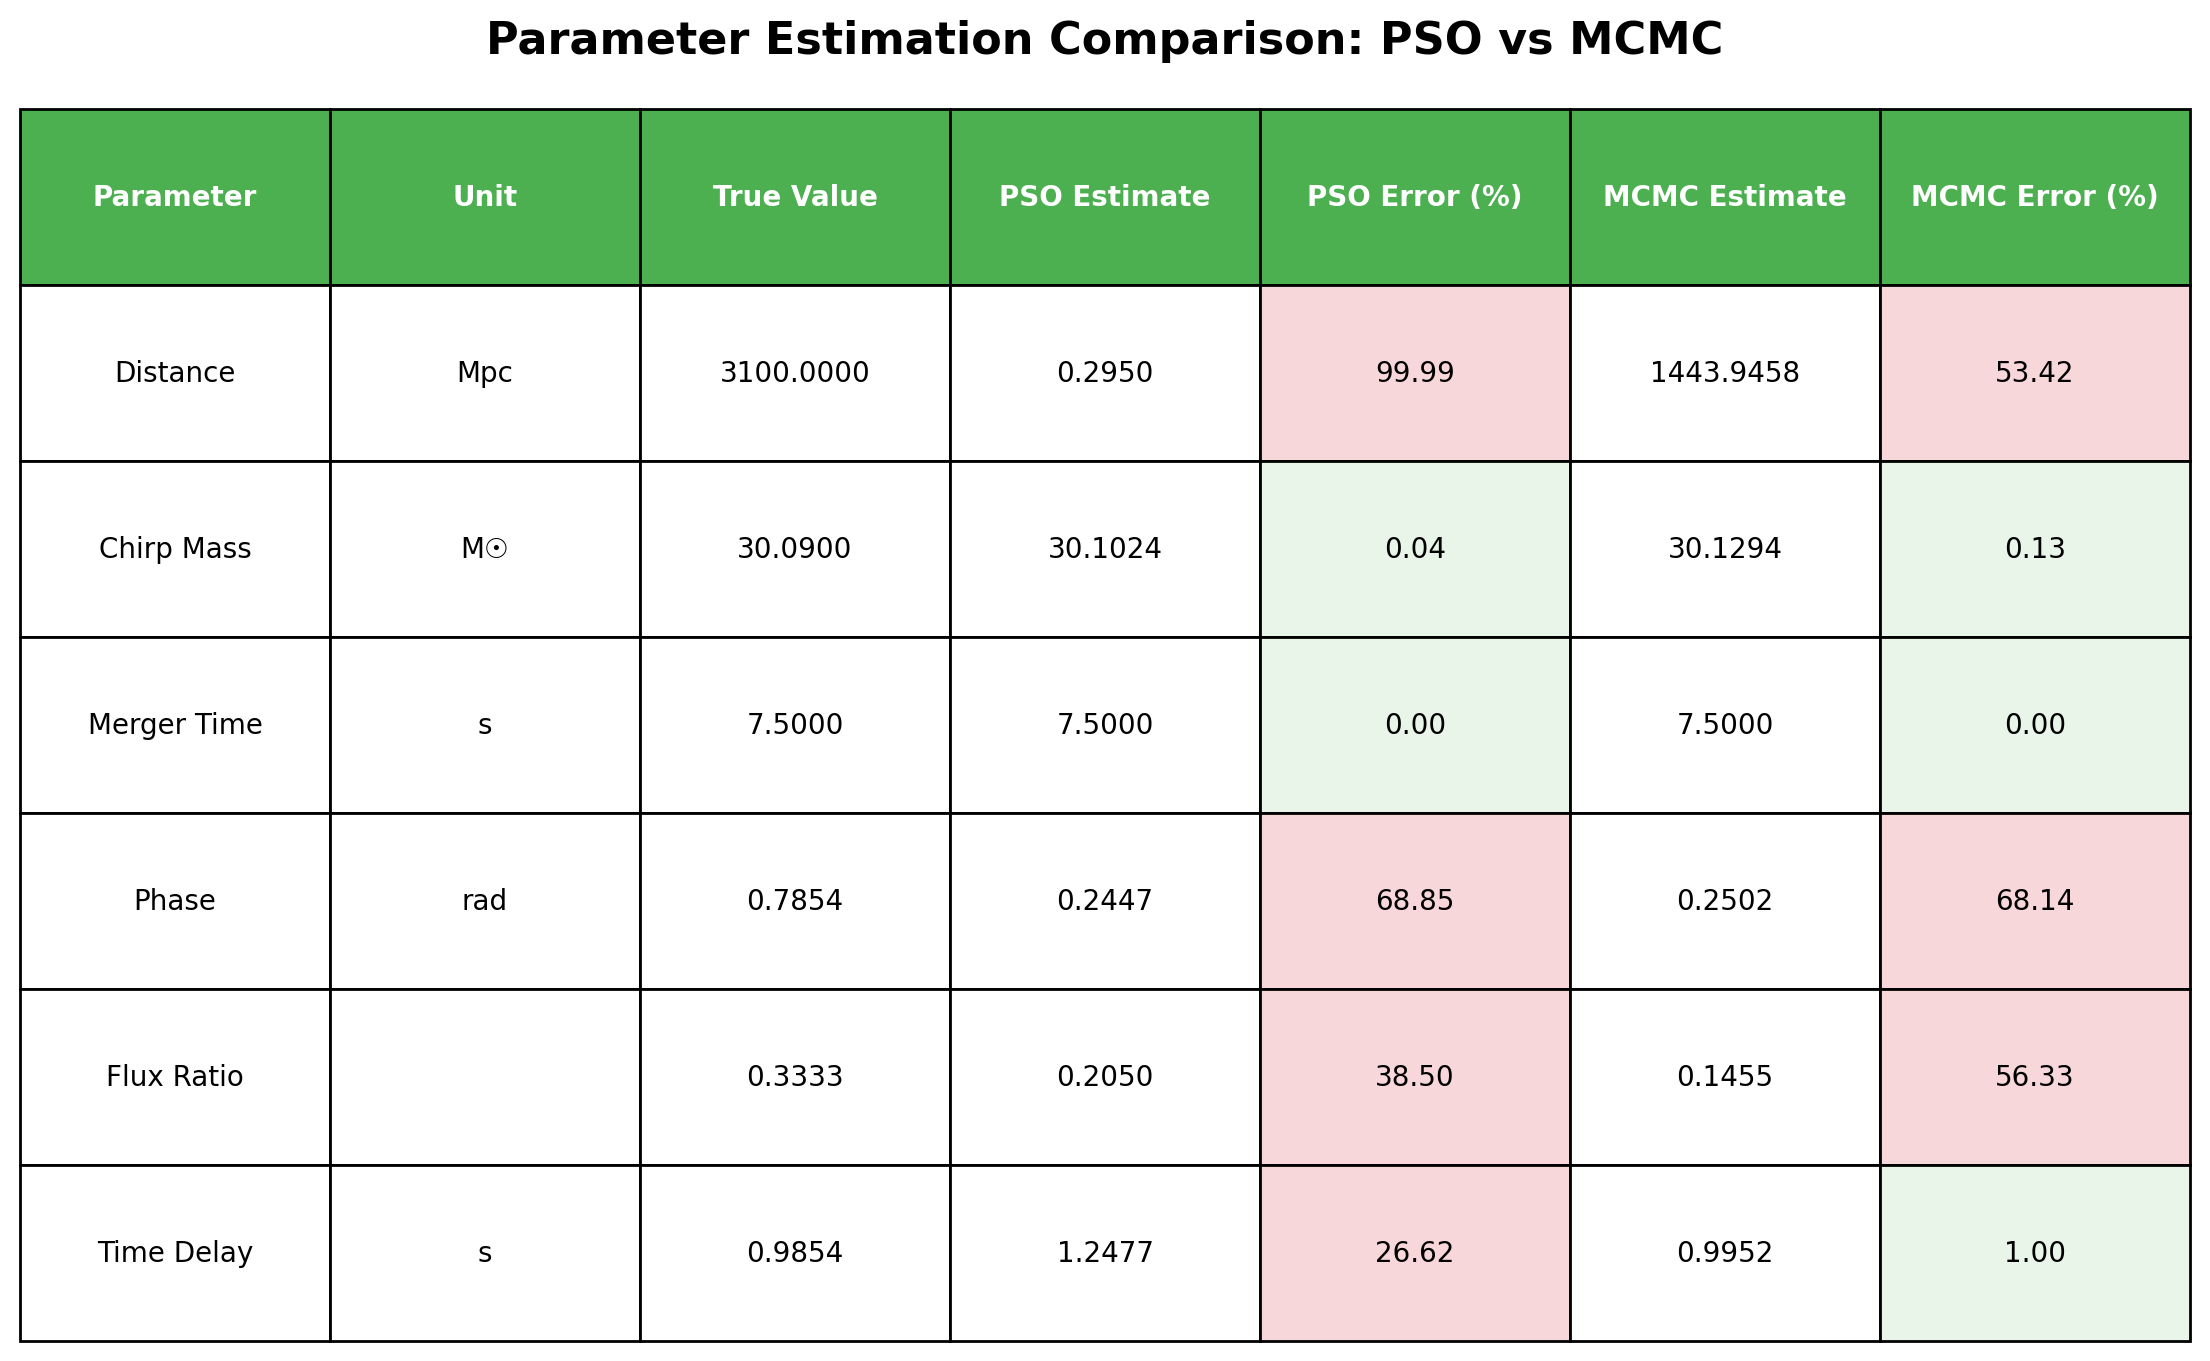 Parameter Estimation Comparison: PSO vs MCMC
Parameter Unit True Value PSO Estimate PSO Error (%) MCMC Estimate MCMC Error (%)
Distance Mpc 3100.0000 0.2950 99.99 1443.9458 53.42
Chirp Mass M☉ 30.0900 30.1024 0.04 30.1294 0.13
Merger Time s 7.5000 7.5000 0.00 7.5000 0.00
Phase rad 0.7854 0.2447 68.85 0.2502 68.14
Flux Ratio 0.3333 0.2050 38.50 0.1455 56.33
Time Delay s 0.9854 1.2477 26.62 0.9952 1.00